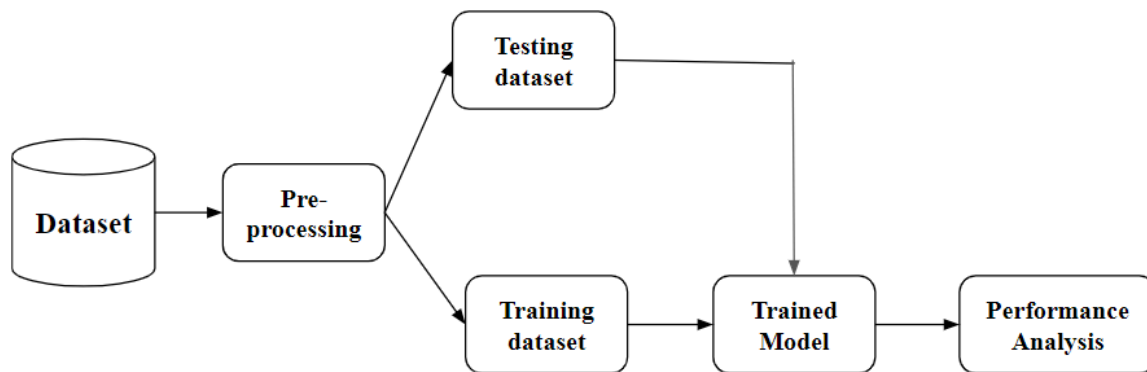 Testing
dataset
Dataset
Pre-
processing
Training
dataset
Trained
Model
Performance
Analysis